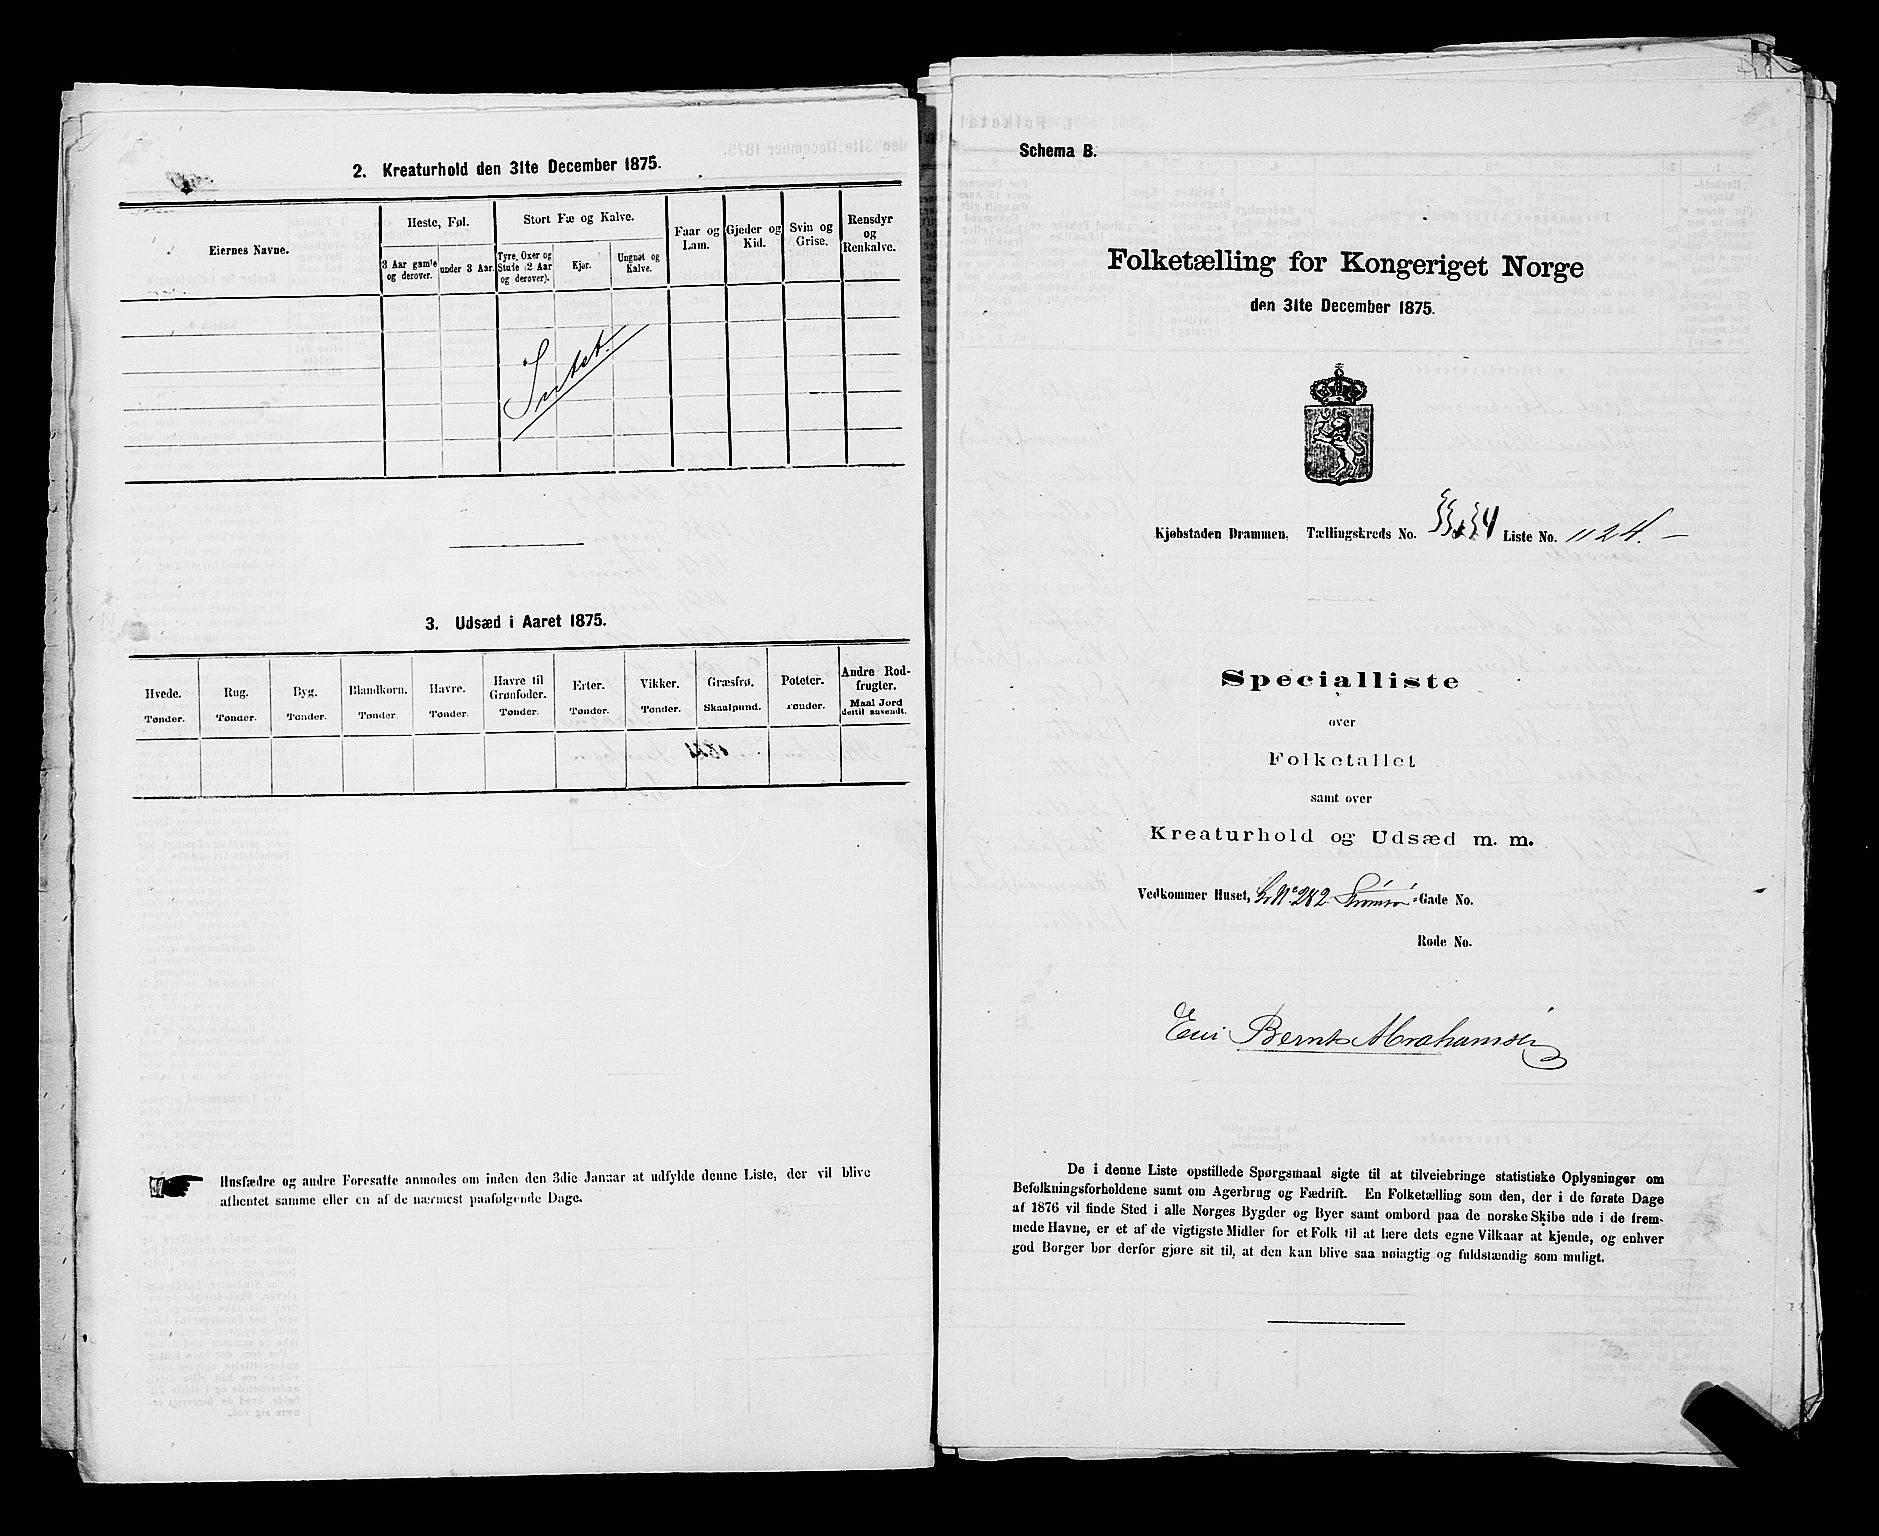 2. Kreaturhold den 31te December 1875.
Eiernes Navne.
Heste, Føl.
3 Aar gamle og derover.
under 3 Aar.
Stort Fæ og Kalve.
Tyre, Oxer og Stude (2 Aar og derover).
Kjør.
Ungnøt og Kalve.
Faar og Lam.
Gjeder og Kid.
Svin og Grise.
Rensdyr og Renkalve.
Intet.
3. Udsæd i Aaret 1875.
Hvede. Tønder.
Rug. Tønder.
Byg. Tønder.
Blandkorn. Tønder.
Havre. Tønder.
Havre til Grønfoder. Tønder.
Erter. Tønder.
Vikker. Tønder.
Græsfrø. Skaalpund.
Poteter. Tønder.
Andre Rodfrugter. Maal Jord dertil anvendt.
Husfædre og andre Foresatte anmodes om inden den 3die Januar at udfylde denne Liste, der vil blive
afhentet samme eller en af de nærmest paafølgende Dage.
Schema B.
Folketælling for Kongeriget Norge
den 31te December 1875.
Kjøbstaden Drammen. Tællingskreds No. Liste No. 112
Specialliste
over
Folketallet
samt over
Kreaturhold og Udsæd m. m.
Vedkommer Huset, No 282 Strømsø-Gade No.
Rode No.
Eier Bernt Abrahamsen
De i denne Liste opstillede Spørgsmaal sigte til at tilveiebringe statistiske Oplysninger om
Befolkningsforholdene samt om Agerbrug og Fædrift. En Folketælling som den, der i de første Dage
af 1876 vil finde Sted i alle Norges Bygder og Byer samt ombord paa de norske Skibe ude i de frem-
mede Havne, er et af de vigtigste Midler for et Folk til at lære dets egne Vilkaar at kjende, og enhver
god Borger bør derfor gjøre sit til, at den kan blive saa nøiagtig og fuldstændig som muligt.